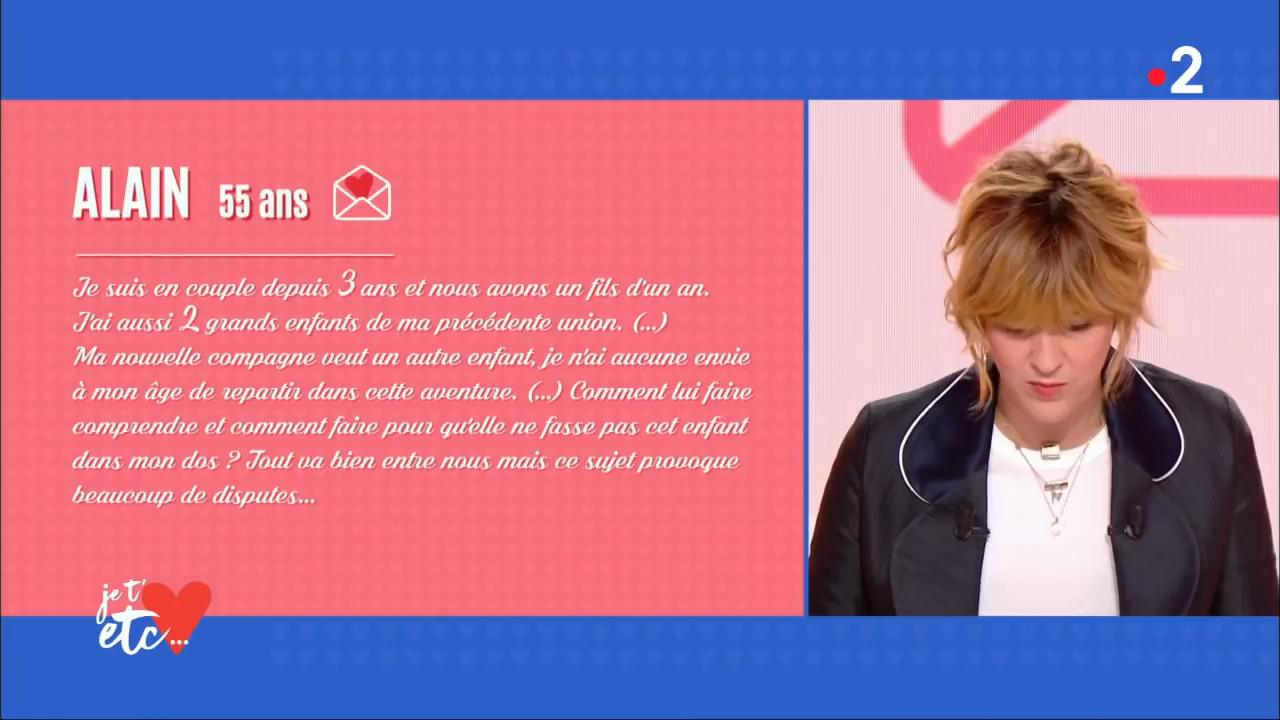 2
ALAIN 55 ans
Je suis en couple depuis 3 ans et nous avons un fils d'un an.
J'ai aussi 2 grands enfants de ma précédente union. (...)
Ma nouvelle compagne veut un autre enfant, je n'ai aucune envie
à mon âge de repartir dans cette aventure. (...) Comment lui faire
comprendre et comment faire pour qu'elle ne fasse pas cet enfant
dans mon dos ? Tout va bien entre nous mais ce sujet provoque
beaucoup de disputes...
je t'
etc...